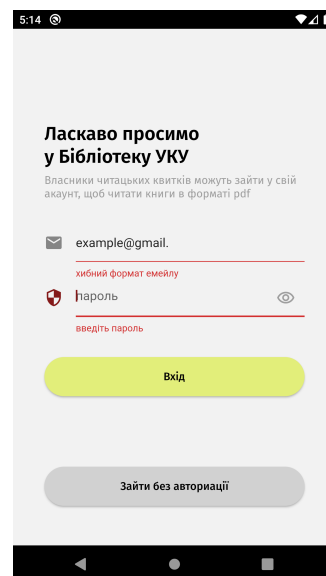 5:14
Ласкаво просимо
у Бібліотеку УКУ
Власники читацьких квитків можуть зайти у свій
акаунт, щоб читати книги в форматі pdf
example@gmail.
хибний формат емейлу
пароль
введіть пароль
Вхід
Зайти без авториації